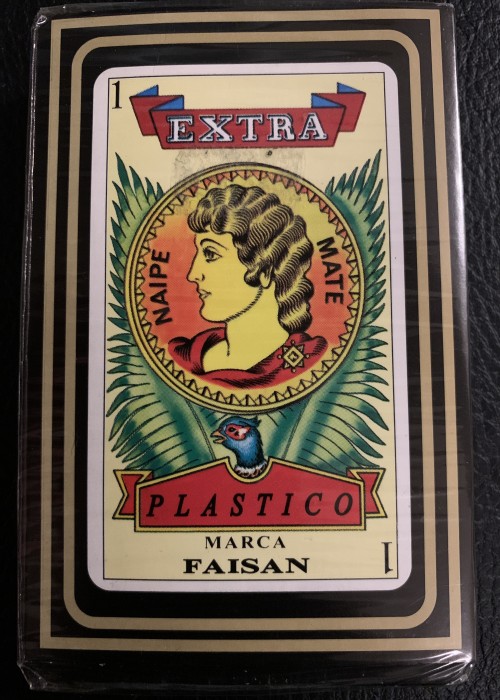 1
EXTRA
NAIPE
MATE
PLASTICO
MARCA
FAISAN
1